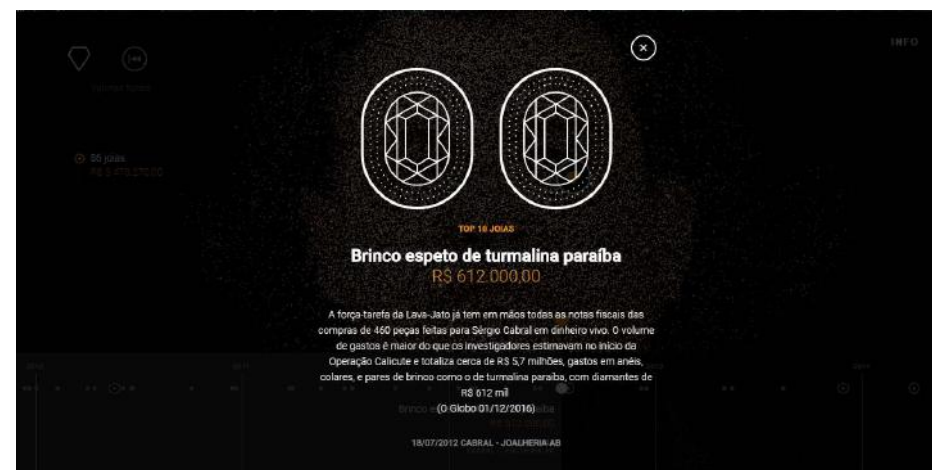 INFO
55 joias
TOP 10 JOIAS
Brinco espeto de turmalina paraíba
R$ 612.000,00
A força-tarefa da Lava-Jato já tem em mãos todas as notas fiscais das
compras de 460 peças feitas para Sérgio Cabral em dinheiro vivo. O volume
de gastos é maior do que os investigadores estimavam no início da
Operação Calicute e totaliza cerca de R$ 5,7 milhões, gastos em anéis,
colares, e pares de brinco como o de turmalina paraíba, com diamantes de
R$ 612 mil
(O Globo 01/12/2016)
18/07/2012 CABRAL - JOALHERIA AB